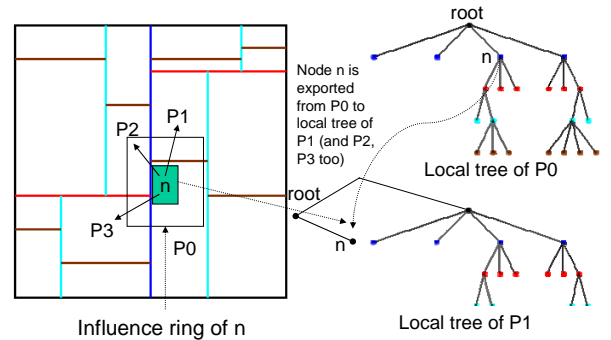 root
n
Node n is
exported
from P0 to
local tree of
P1 (and P2,
P3 too)
Local tree of P0
P1
P2
n
P3
P0
root
n
Influence ring of n
Local tree of P1